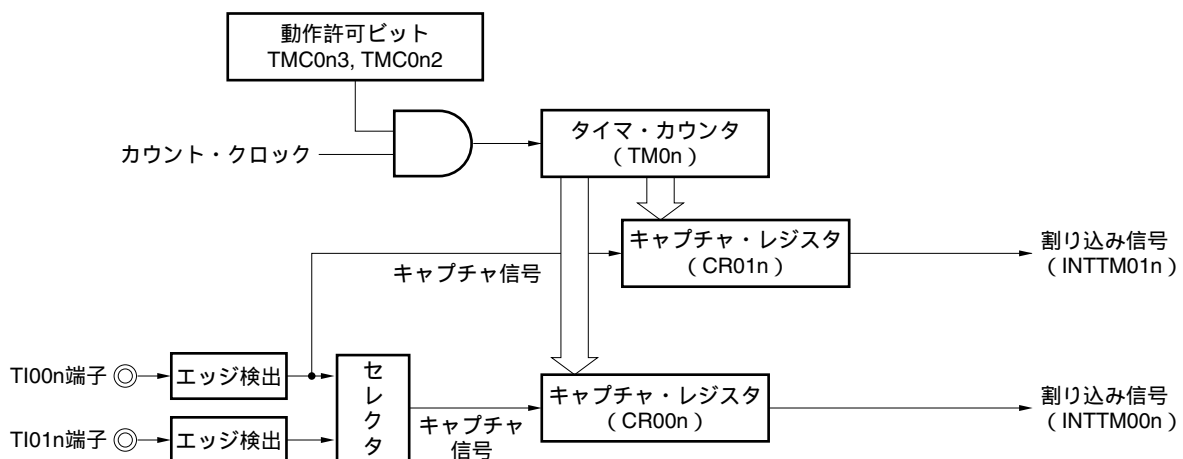 動作許可ビット
TMC0n3, TMC0n2
カウント・クロック
タイマ・カウンタ
（TM0n）
キャプチャ・レジスタ
（CR01n）
割り込み信号
（INTTM01n）
キャプチャ信号
TI00n端子
エッジ検出
セレクタ
キャプチャ・レジスタ
（CR00n）
割り込み信号
（INTTM00n）
TI01n端子
エッジ検出
キャプチャ
信号